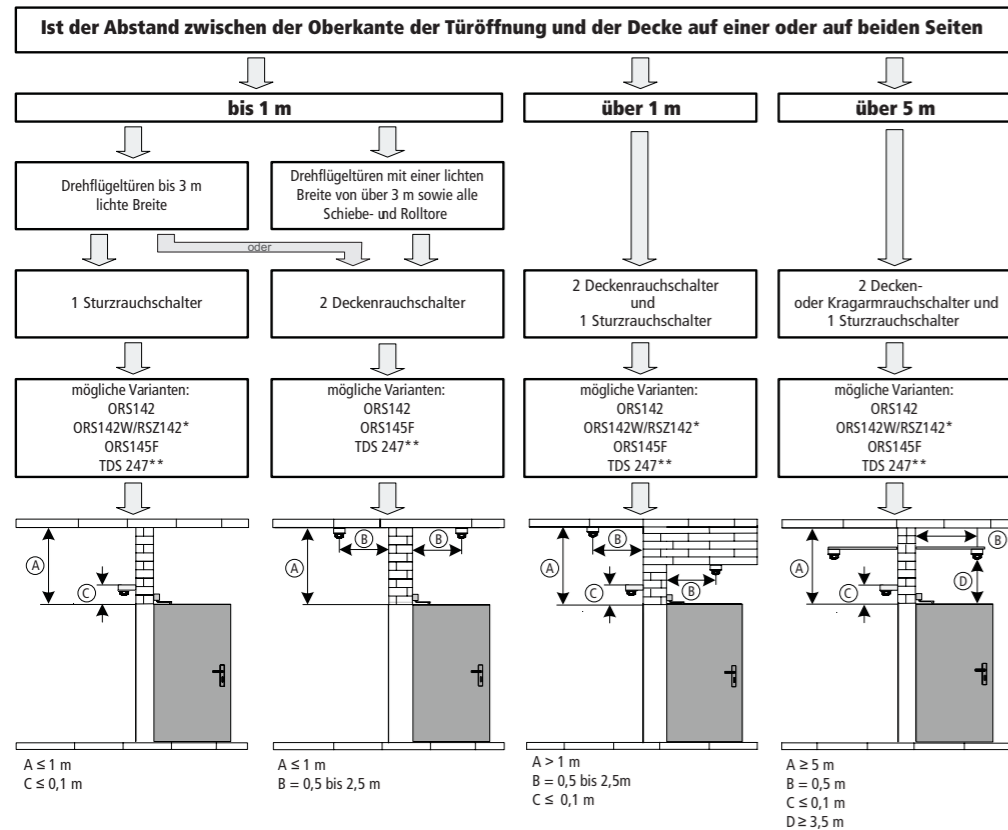 Ist der Abstand zwischen der Oberkante der Türöffnung und der Decke auf einer oder auf beiden Seiten
bis 1 m
über 1 m
über 5 m
Drehflügeltüren bis 3 m
lichte Breite
Drehflügeltüren mit einer lichten
Breite von über 3 m sowie alle
Schiebe- und Rolltore
oder
1 Sturzrauchschalter
2 Deckenrauchschalter
2 Deckenrauchschalter
und
1 Sturzrauchschalter
2 Decken-
oder Kragarmrauchschalter und
1 Sturzrauchschalter
mögliche Varianten:
ORS142
ORS142W/RSZ142*
ORS145F
TDS 247**
mögliche Varianten:
ORS142
ORS145F
TDS 247**
mögliche Varianten:
ORS142
ORS142W/RSZ142*
ORS145F
TDS 247**
mögliche Varianten:
ORS142
ORS142W/RSZ142*
ORS145F
TDS 247**
A
C
A
B
B
A
B
C
B
A
B
C
D
A ≤ 1 m
C ≤ 0,1 m
A ≤ 1 m
B = 0,5 bis 2,5 m
A > 1 m
B = 0,5 bis 2,5m
C ≤ 0,1 m
A ≥ 5 m
B = 0,5 m
C ≤ 0,1 m
D ≥ 3,5 m